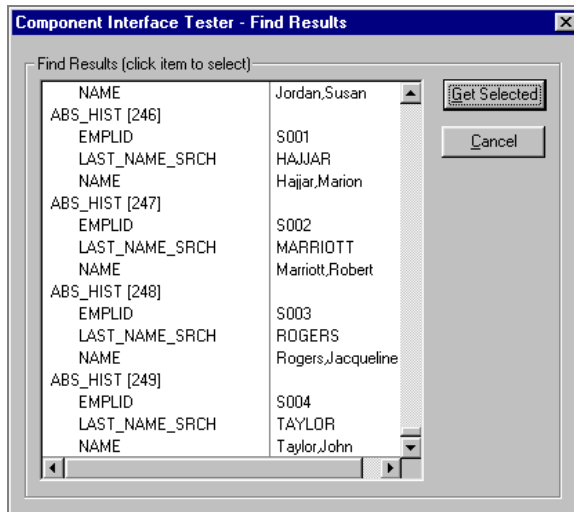 Component Interface Tester - Find Results
Find Results (click item to select)
NAME Jordan,Susan
ABS_HIST [246]
EMPLID S001
LAST_NAME_SRCH HAJJAR
NAME Hajjar,Marion
ABS_HIST [247]
EMPLID S002
LAST_NAME_SRCH MARRIOTT
NAME Marriott,Robert
ABS_HIST [248]
EMPLID S003
LAST_NAME_SRCH ROGERS
NAME Rogers,Jacqueline
ABS_HIST [249]
EMPLID S004
LAST_NAME_SRCH TAYLOR
NAME Taylor,John
Get Selected
Cancel